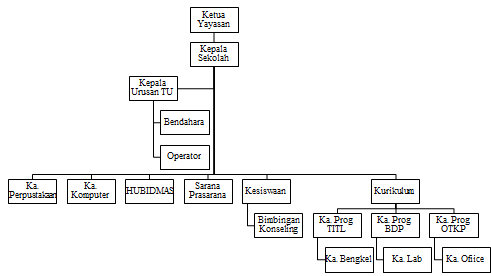 Ketua
Yayasan
Kepala
Sekolah
Kepala
Urusan TU
Bendahara
Operator
Ka.
Perpustakaan
Ka.
Komputer
HUBIDMAS
Sarana
Prasarana
Kesiswaan
Kurikulum
Bimbingan
Konseling
Ka. Prog
TITL
Ka. Prog
BDP
Ka. Prog
OTKP
Ka. Bengkel
Ka. Lab
Ka. Ofiice